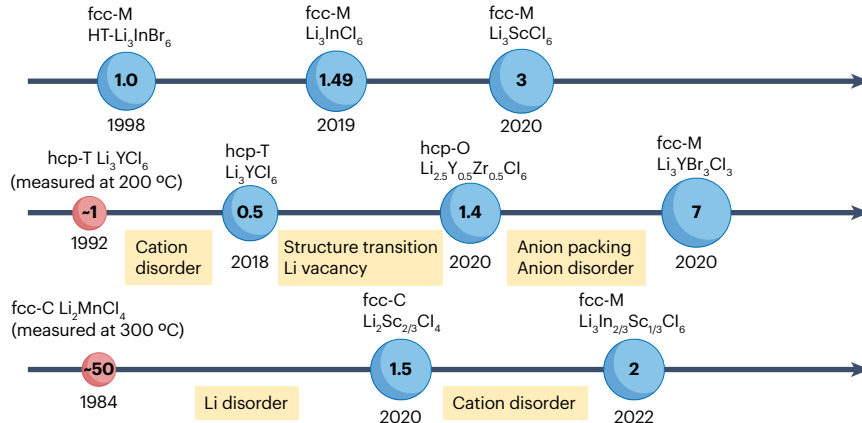 fcc-M
HT-Li₃InBr₆
1.0
1998
fcc-M
Li₃InCl₆
1.49
2019
fcc-M
Li₃ScCl₆
3
2020
hcp-T Li₃YCl₆
(measured at 200 ºC)
~1
1992
Cation
disorder
hcp-T
Li₃YCl₆
0.5
2018
Structure transition
Li vacancy
hcp-O
Li₂.₅Y₀.₅Zr₀.₅Cl₆
1.4
2020
Anion packing
Anion disorder
fcc-M
Li₃YBr₃Cl₃
7
2020
fcc-C Li₂MnCl₄
(measured at 300 ºC)
~50
1984
Li disorder
fcc-C
Li₂Sc₂/₃Cl₄
1.5
2020
Cation disorder
fcc-M
Li₃In₂/₃Sc₁/₃Cl₆
2
2022